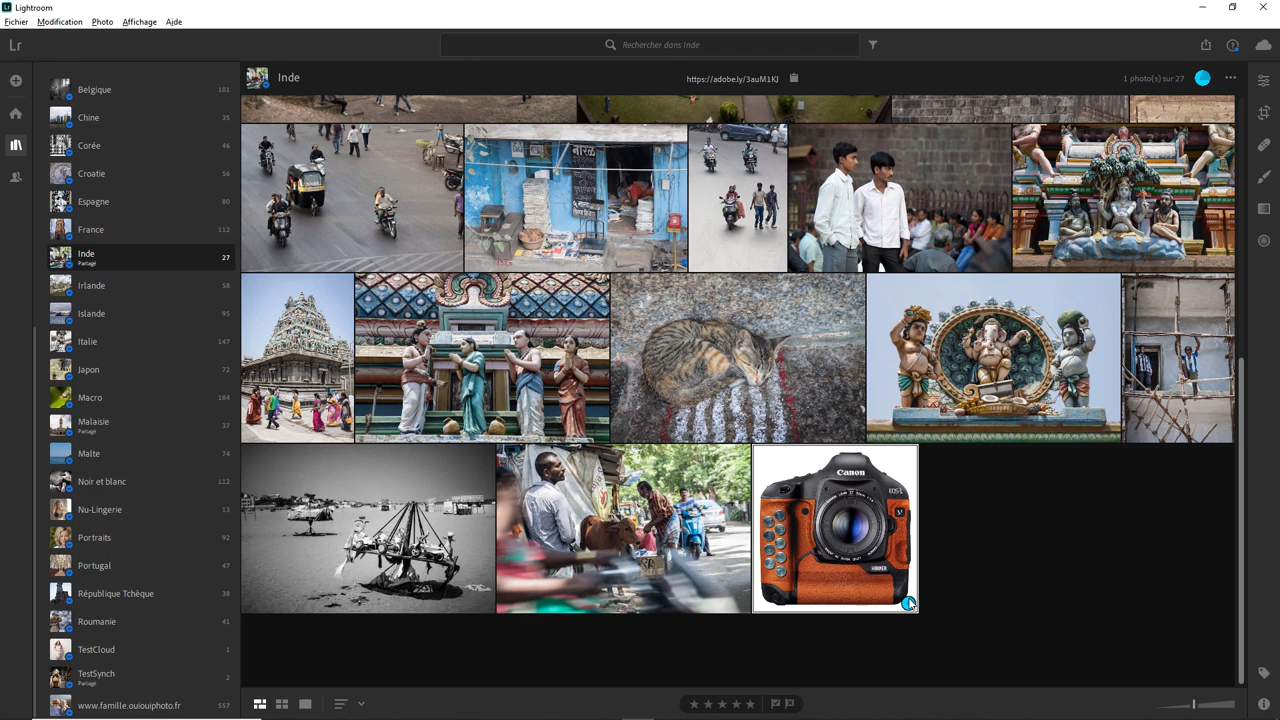 Lightroom
Fichier Modification Photo Affichage Aide
Lr
Rechercher dans Inde
Inde
https://adobe.ly/3auM1KJ
1 photo(s) sur 27
Belgique 101
Chine 35
Corée 46
Croatie 56
Espagne 80
France 112
Inde 27
Partagé
Irlande 58
Islande 95
Italie 147
Japon 72
Macro 184
Malaisie 37
Partagé
Malte 74
Noir et blanc 112
Nu-Lingerie 13
Portraits 92
Portugal 47
République Tchèque 38
Roumanie 41
TestCloud 1
TestSynch 2
Partagé
www.famille.ouiouiphoto.fr 557
Canon